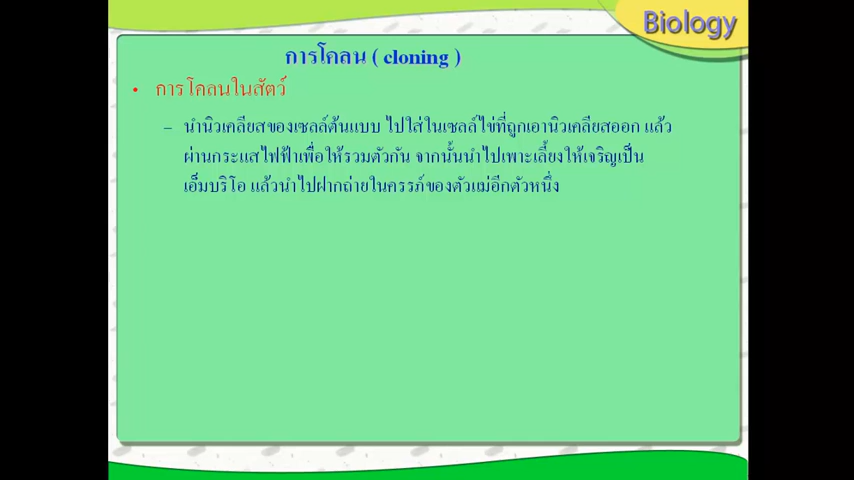 Biology
การโคลน ( cloning )
• การโคลนในสัตว์
– นำนิวเคลียสของเซลล์ต้นแบบ ไปใส่ในเซลล์ไข่ที่ถูกเอานิวเคลียสออก แล้ว
ผ่านกระแสไฟฟ้าเพื่อให้รวมตัวกัน จากนั้นนำไปเพาะเลี้ยงให้เจริญเป็น
เอ็มบริโอ แล้วนำไปฝากถ่ายในครรภ์ของตัวแม่อีกตัวหนึ่ง